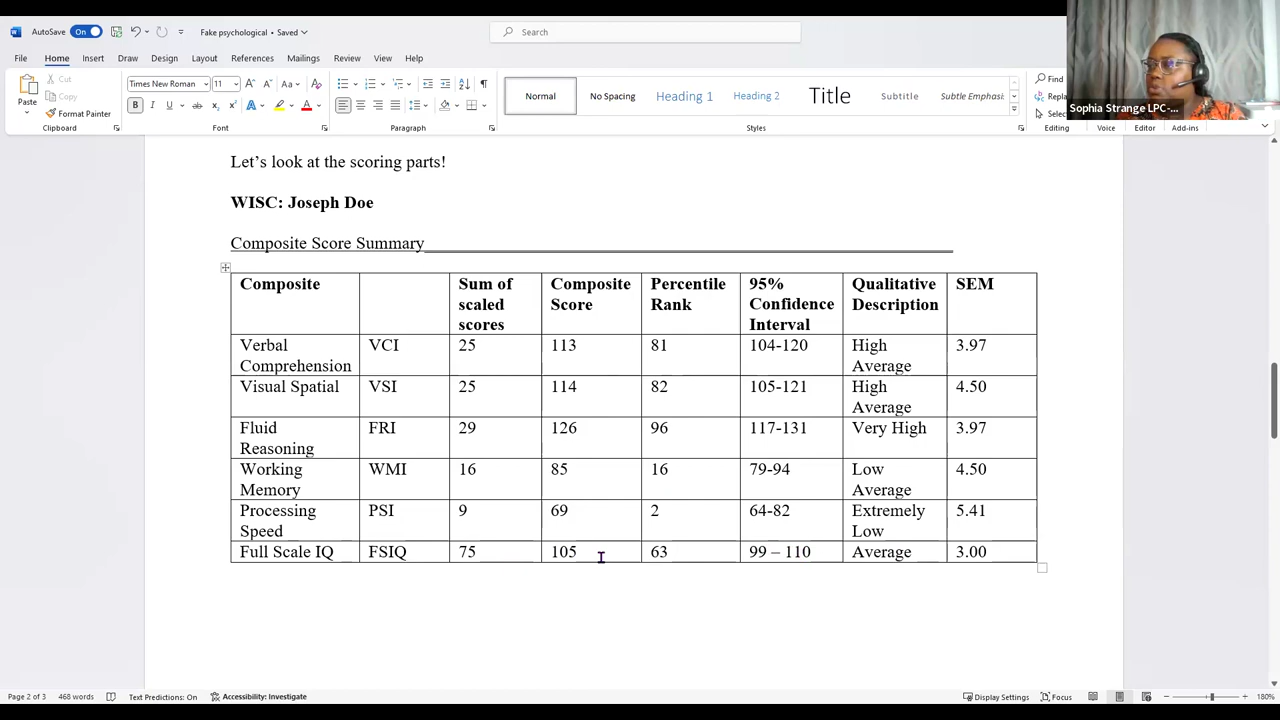 AutoSave On Fake psychological • Saved Search
File Home Insert Draw Design Layout References Mailings Review View Help
Paste Cut Copy Format Painter
Times New Roman 11 Aa
B I U ab x2 x2 A A
Normal No Spacing Heading 1 Heading 2 Title Subtitle Subtle Emphasis
Find
Repla
Selec
Clipboard Font Paragraph Styles Editing Voice Editor Add-ins
Sophia Strange LPC-...
Let's look at the scoring parts!
WISC: Joseph Doe
Composite Score Summary
Composite Sum of scaled scores Composite Score Percentile Rank 95% Confidence Interval Qualitative Description SEM
Verbal Comprehension VCI 25 113 81 104-120 High Average 3.97
Visual Spatial VSI 25 114 82 105-121 High Average 4.50
Fluid Reasoning FRI 29 126 96 117-131 Very High 3.97
Working Memory WMI 16 85 16 79-94 Low Average 4.50
Processing Speed PSI 9 69 2 64-82 Extremely Low 5.41
Full Scale IQ FSIQ 75 105 63 99 – 110 Average 3.00
Page 2 of 3 468 words Text Predictions: On Accessibility: Investigate Display Settings Focus 180%